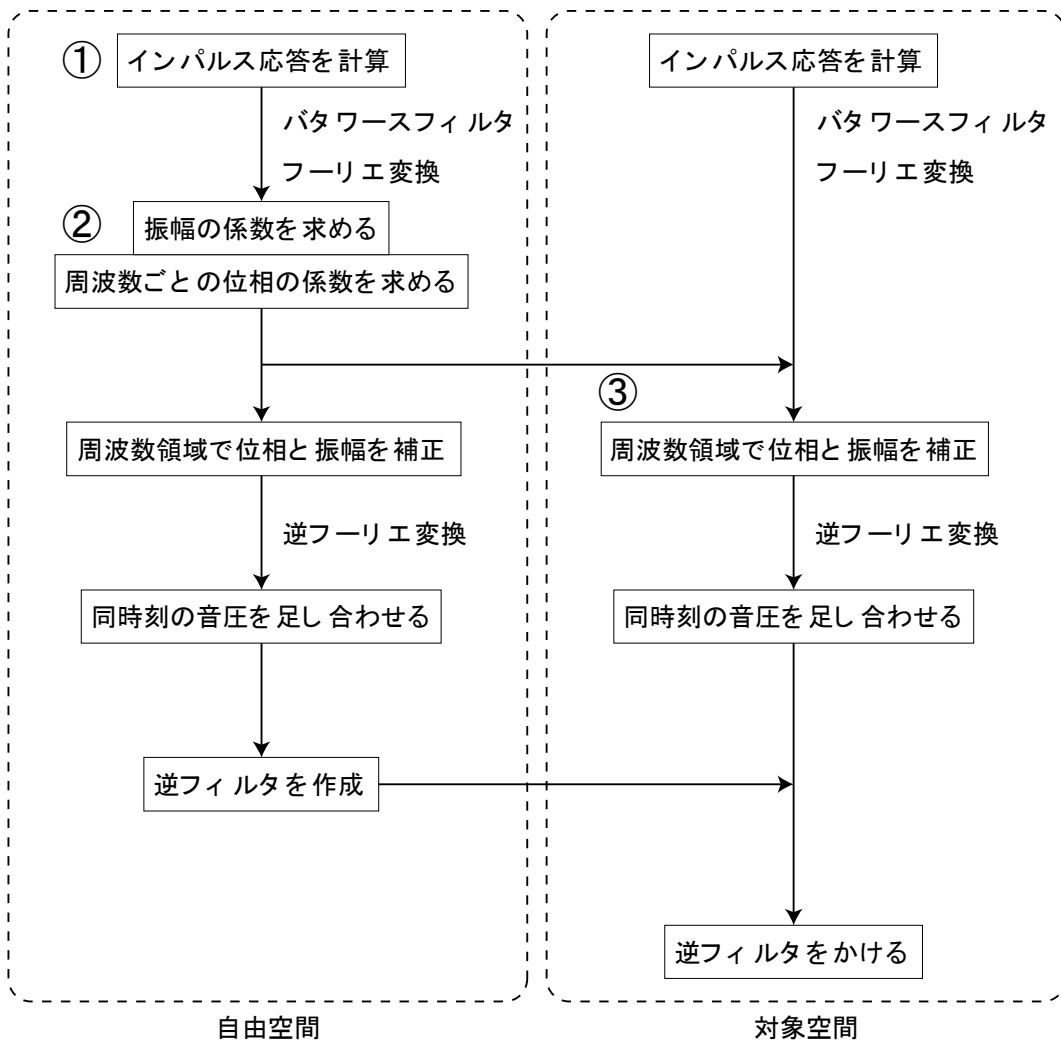 ①
インパルス応答を計算
バタワースフィルタ
フーリエ変換
②
振幅の係数を求める
周波数ごとの位相の係数を求める
周波数領域で位相と振幅を補正
逆フーリエ変換
同時刻の音圧を足し合わせる
逆フィルタを作成
自由空間
インパルス応答を計算
バタワースフィルタ
フーリエ変換
③
周波数領域で位相と振幅を補正
逆フーリエ変換
同時刻の音圧を足し合わせる
逆フィルタをかける
対象空間